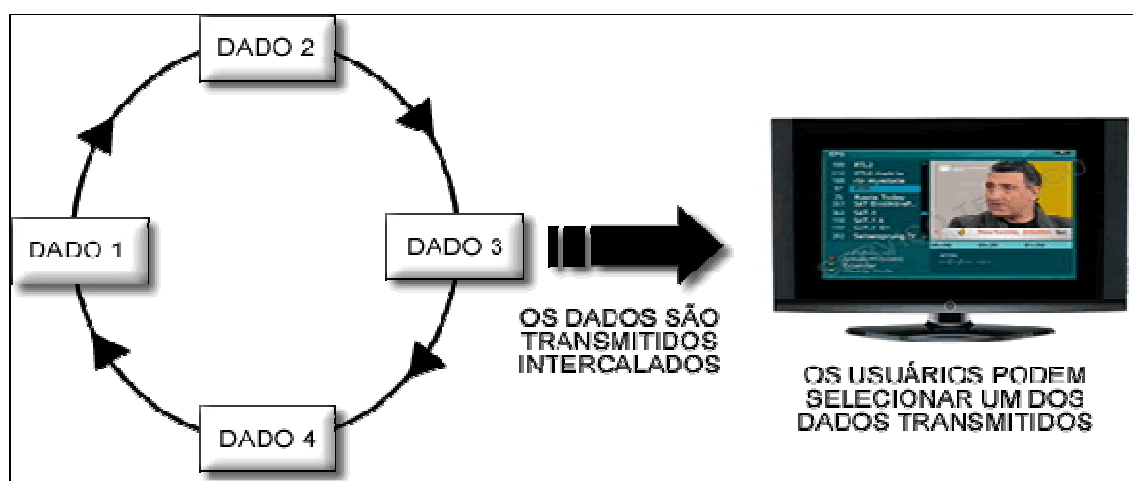 DADO 2
DADO 1
DADO 3
DADO 4
OS DADOS SÃO
TRANSMITIDOS
INTERCALADOS
OS USUÁRIOS PODEM
SELECIONAR UM DOS
DADOS TRANSMITIDOS